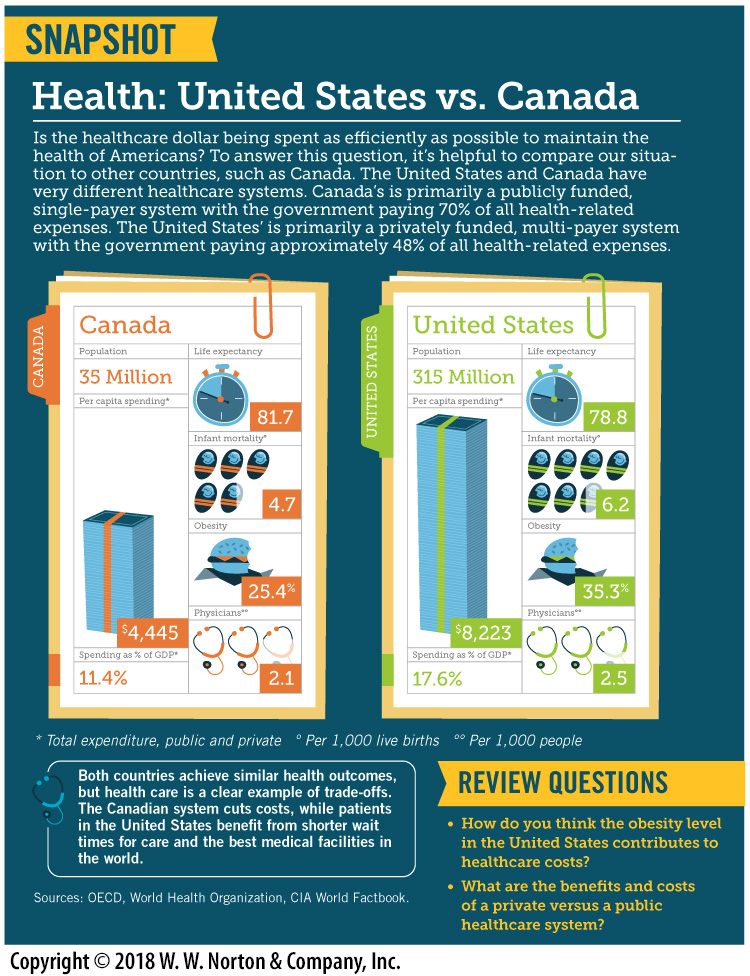 SNAPSHOT
Health: United States vs. Canada
Is the healthcare dollar being spent as efficiently as possible to maintain the
health of Americans? To answer this question, it's helpful to compare our situa-
tion to other countries, such as Canada. The United States and Canada have
very different healthcare systems. Canada's is primarily a publicly funded,
single-payer system with the government paying 70% of all health-related
expenses. The United States' is primarily a privately funded, multi-payer system
with the government paying approximately 48% of all health-related expenses.
CANADA
Canada
Population
35 Million
Per capita spending*
$4,445
Spending as % of GDP*
11.4%
Life expectancy
81.7
Infant mortality°
4.7
Obesity
25.4%
Physicians°°
2.1
UNITED STATES
United States
Population
315 Million
Per capita spending*
$8,223
Spending as % of GDP*
17.6%
Life expectancy
78.8
Infant mortality°
6.2
Obesity
35.3%
Physicians°°
2.5
* Total expenditure, public and private ° Per 1,000 live births °° Per 1,000 people
Both countries achieve similar health outcomes,
but health care is a clear example of trade-offs.
The Canadian system cuts costs, while patients
in the United States benefit from shorter wait
times for care and the best medical facilities in
the world.
Sources: OECD, World Health Organization, CIA World Factbook.
REVIEW QUESTIONS
• How do you think the obesity level
in the United States contributes to
healthcare costs?
• What are the benefits and costs
of a private versus a public
healthcare system?
Copyright © 2018 W. W. Norton & Company, Inc.